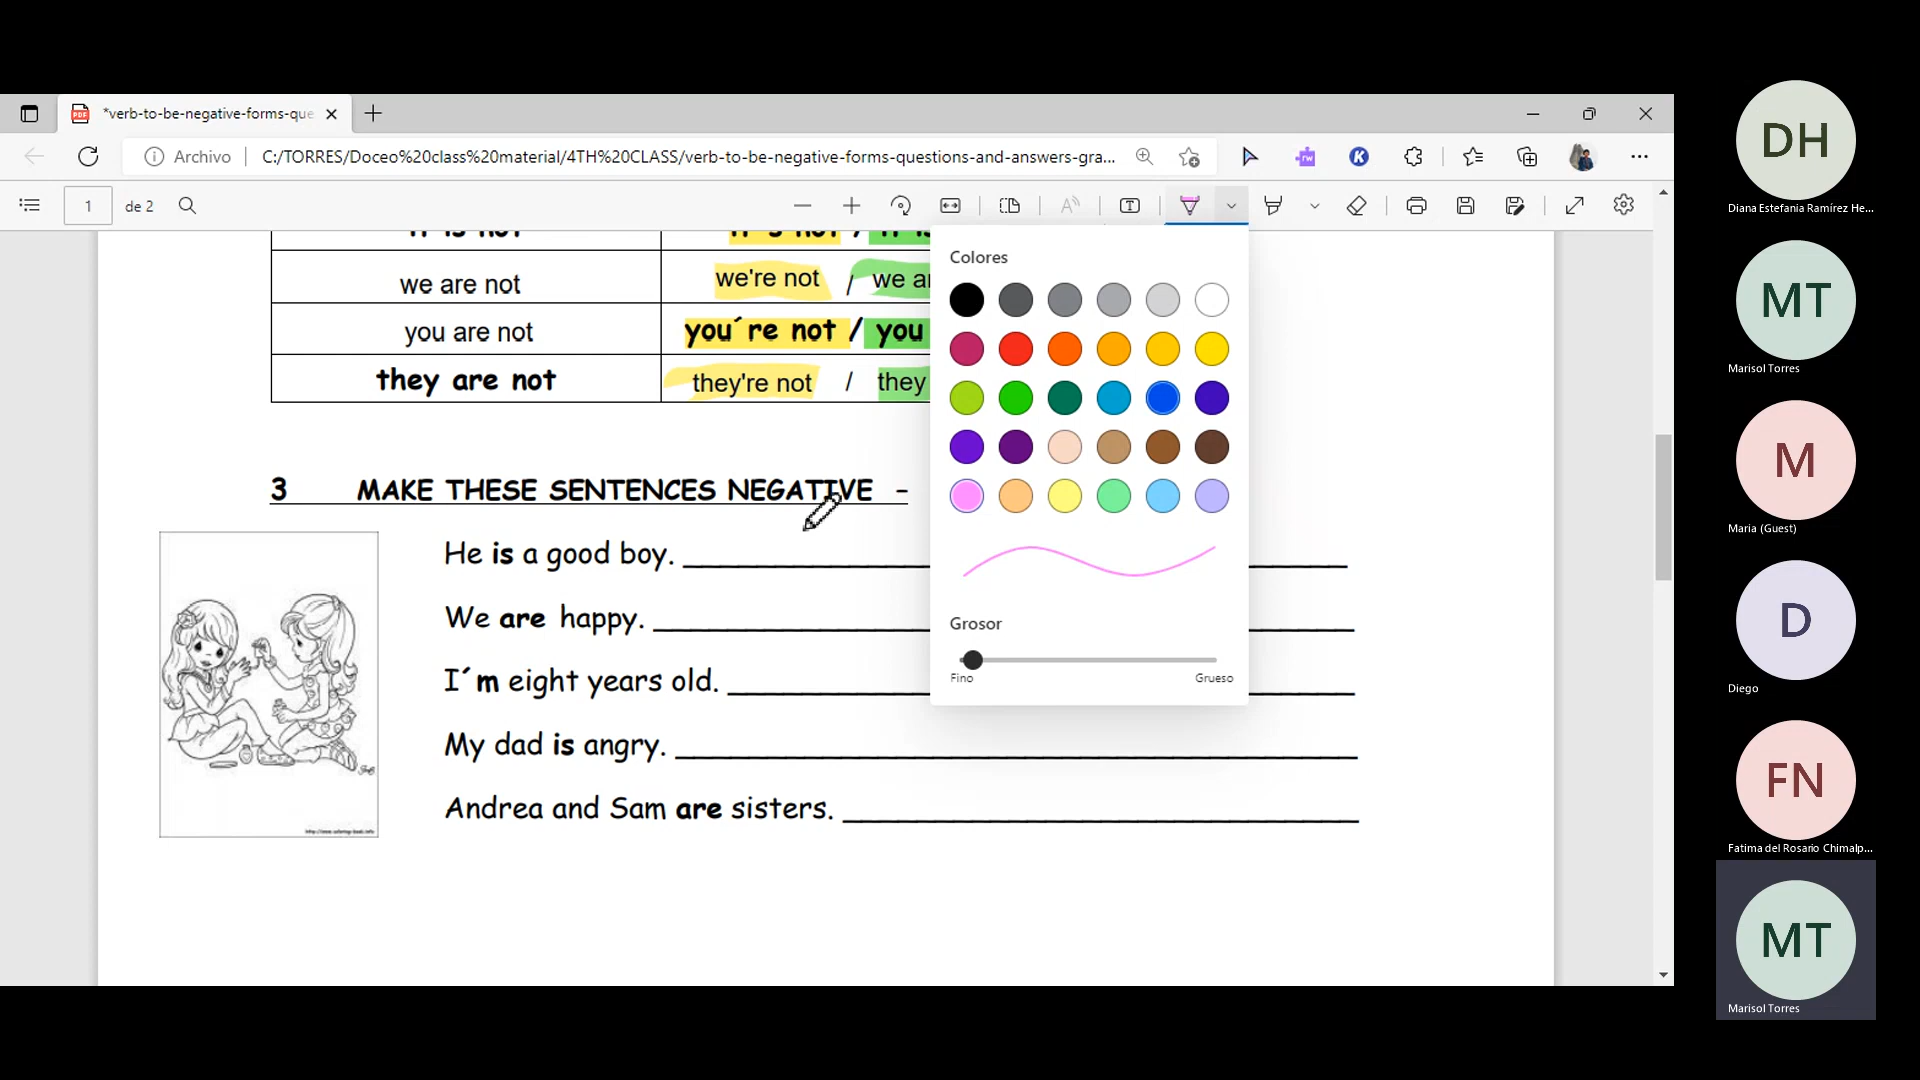 *verb-to-be-negative-forms-que
Archivo
C:/TORRES/Doceo%20class%20material/4TH%20CLASS/verb-to-be-negative-forms-questions-and-answers-gra...
1 de 2
we are not we're not / we
you are not you´re not / you
they are not they're not / they
Colores
3 MAKE THESE SENTENCES NEGATIVE -
He is a good boy.
We are happy.
I´m eight years old.
My dad is angry.
Andrea and Sam are sisters.
Grosor
Fino Grueso
DH
Diana Estefania Ramírez He...
MT
Marisol Torres
M
Maria (Guest)
D
Diego
FN
Fatima del Rosario Chimalp...
MT
Marisol Torres